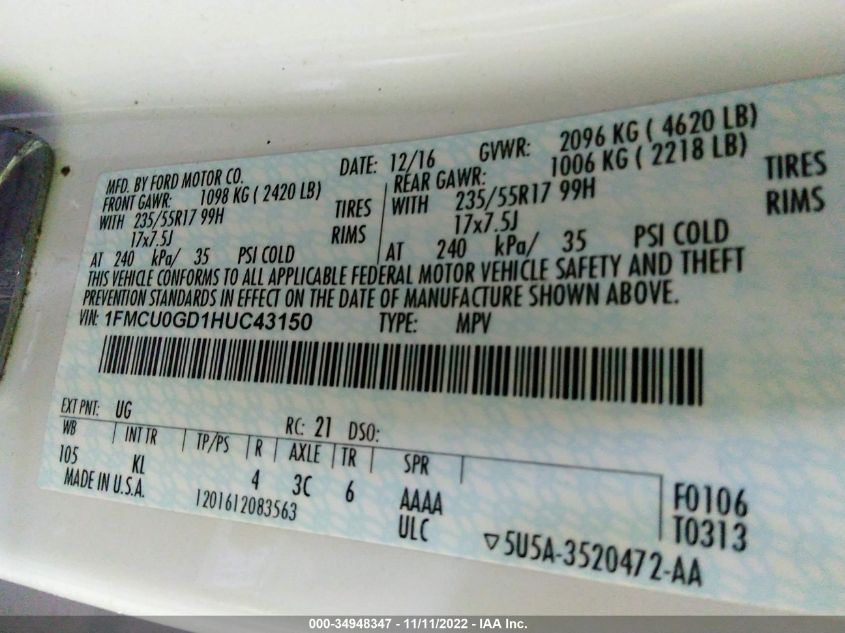 MFD. BY FORD MOTOR CO. DATE: 12/16 GVWR: 2096 KG ( 4620 LB)
FRONT GAWR: 1098 KG ( 2420 LB) REAR GAWR: 1006 KG ( 2218 LB)
WITH 235/55R17 99H TIRES WITH 235/55R17 99H TIRES
17x7.5J RIMS 17x7.5J RIMS
AT 240 kPa/ 35 PSI COLD AT 240 kPa/ 35 PSI COLD
THIS VEHICLE CONFORMS TO ALL APPLICABLE FEDERAL MOTOR VEHICLE SAFETY AND THEFT
PREVENTION STANDARDS IN EFFECT ON THE DATE OF MANUFACTURE SHOWN ABOVE.
VIN: 1FMCU0GD1HUC43150 TYPE: MPV
EXT PNT: UG RC: 21 DSO:
WB INT TR TP/PS R AXLE TR SPR
105 KL 4 3C 6 AAAA F0106
MADE IN U.S.A. 1201612083563 ULC T0313
5U5A-3520472-AA
000-34948347 - 11/11/2022 - IAA Inc.